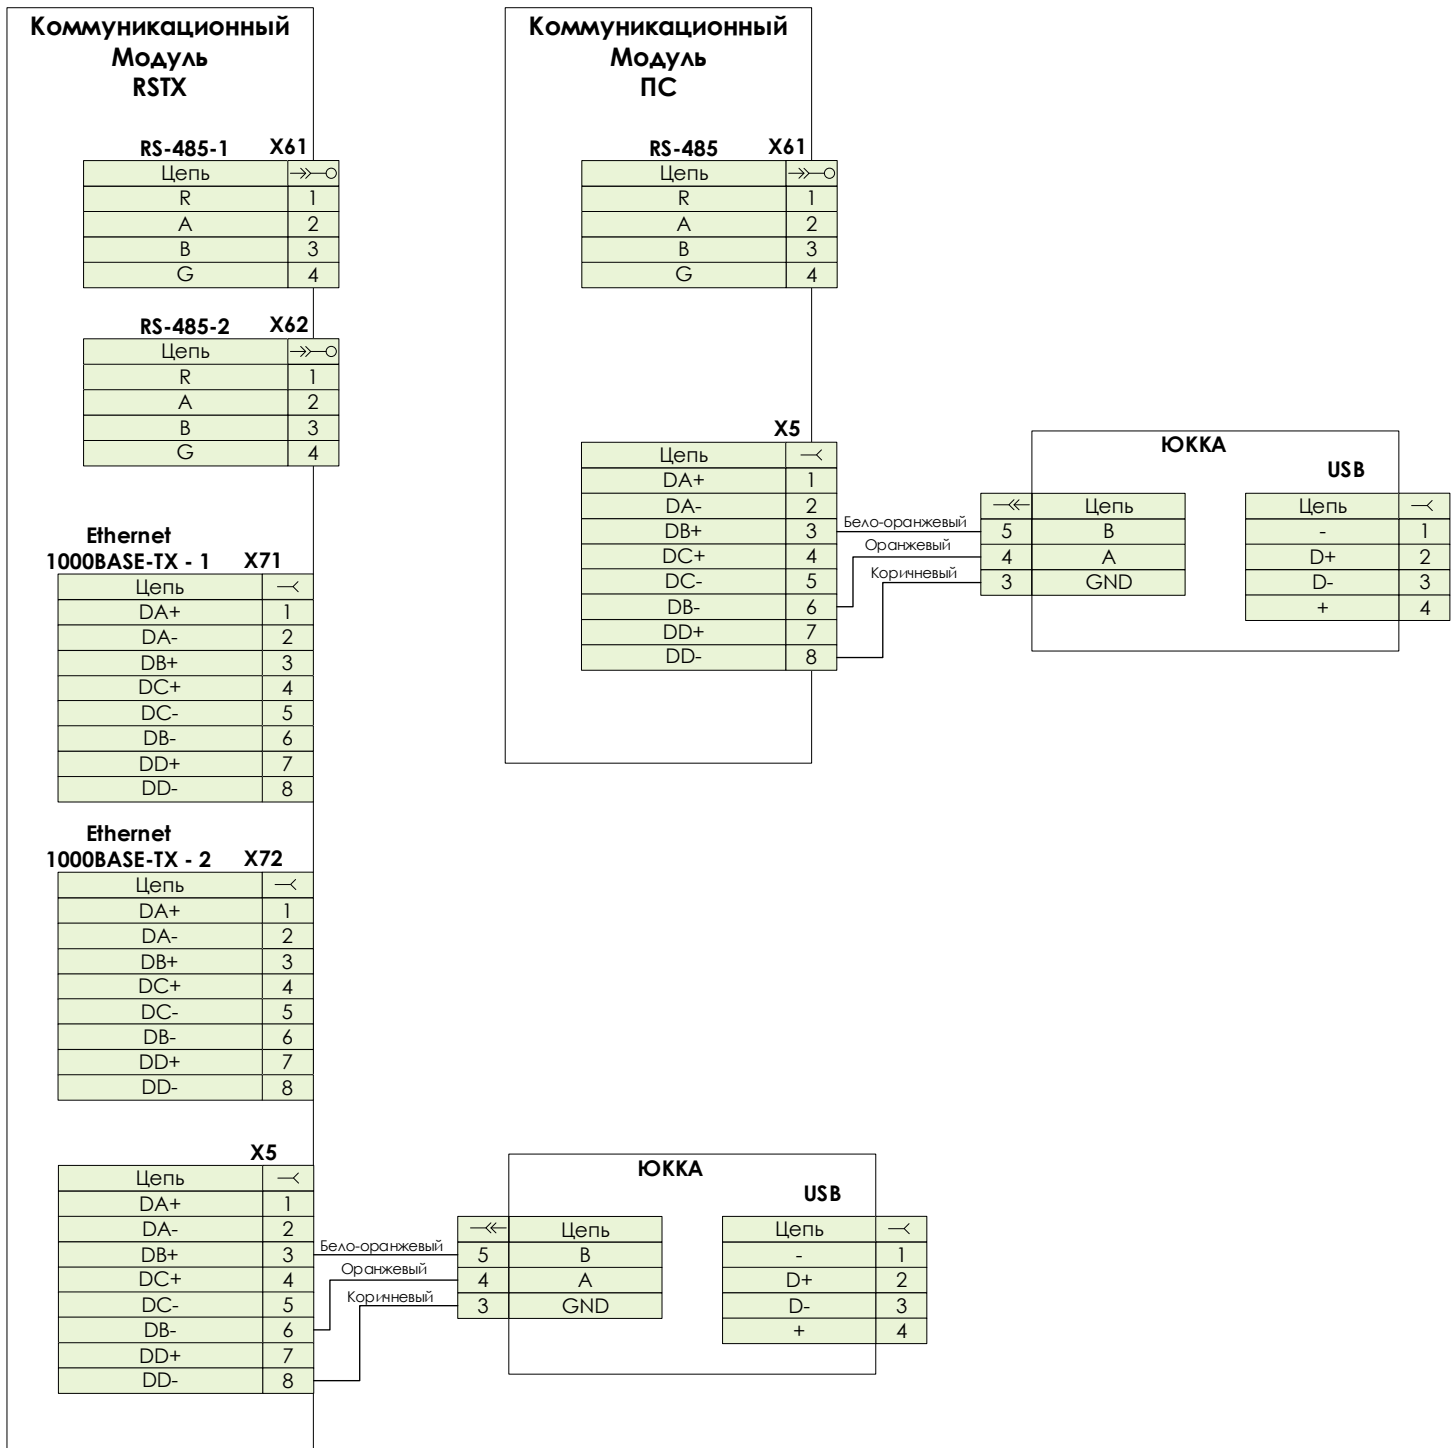 Коммуникационный
Модуль
RSTX
RS-485-1 X61
Цепь
R 1
A 2
B 3
G 4
RS-485-2 X62
Цепь
R 1
A 2
B 3
G 4
Ethernet
1000BASE-TX - 1 X71
Цепь
DA+ 1
DA- 2
DB+ 3
DC+ 4
DC- 5
DB- 6
DD+ 7
DD- 8
Ethernet
1000BASE-TX - 2 X72
Цепь
DA+ 1
DA- 2
DB+ 3
DC+ 4
DC- 5
DB- 6
DD+ 7
DD- 8
X5
Цепь
DA+ 1
DA- 2
DB+ 3
DC+ 4
DC- 5
DB- 6
DD+ 7
DD- 8
Бело-оранжевый
Оранжевый
Коричневый
ЮККА
Цепь
5 B
4 A
3 GND
USB
Цепь
- 1
D+ 2
D- 3
+ 4
Коммуникационный
Модуль
ПС
RS-485 X61
Цепь
R 1
A 2
B 3
G 4
X5
Цепь
DA+ 1
DA- 2
DB+ 3
DC+ 4
DC- 5
DB- 6
DD+ 7
DD- 8
Бело-оранжевый
Оранжевый
Коричневый
ЮККА
Цепь
5 B
4 A
3 GND
USB
Цепь
- 1
D+ 2
D- 3
+ 4